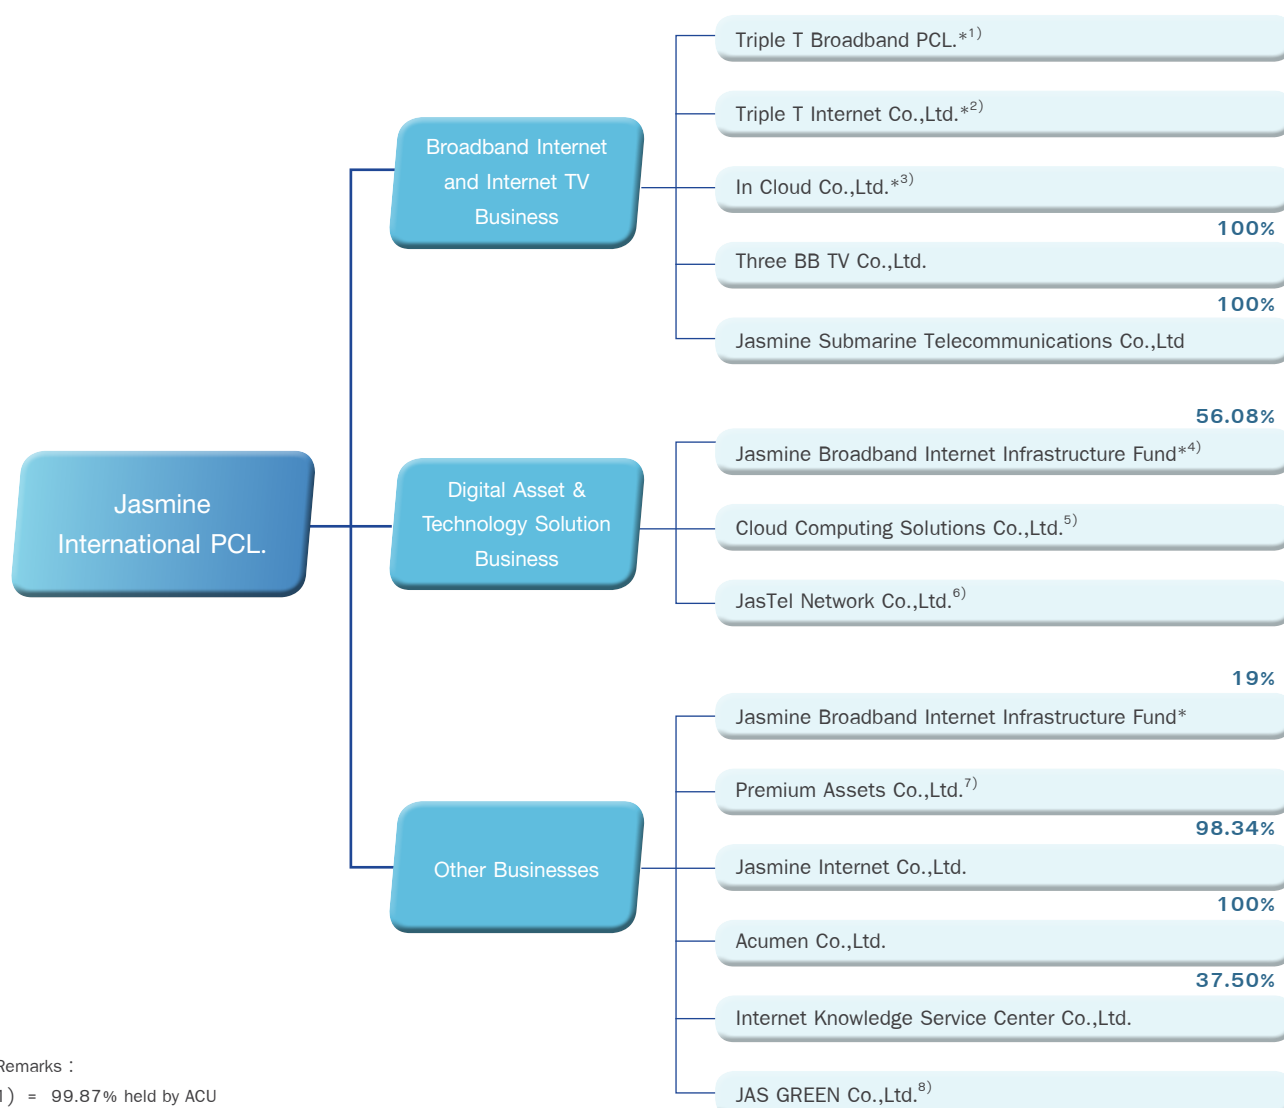 Jasmine
International PCL.
Broadband Internet
and Internet TV
Business
Triple T Broadband PCL.*1)
Triple T Internet Co.,Ltd.*2)
In Cloud Co.,Ltd.*3)
100%
Three BB TV Co.,Ltd.
100%
Jasmine Submarine Telecommunications Co.,Ltd
Digital Asset &
Technology Solution
Business
56.08%
Jasmine Broadband Internet Infrastructure Fund*4)
Cloud Computing Solutions Co.,Ltd.5)
JasTel Network Co.,Ltd.6)
Other Businesses
19%
Jasmine Broadband Internet Infrastructure Fund*
Premium Assets Co.,Ltd.7)
98.34%
Jasmine Internet Co.,Ltd.
100%
Acumen Co.,Ltd.
37.50%
Internet Knowledge Service Center Co.,Ltd.
JAS GREEN Co.,Ltd.8)
Remarks :
1) = 99.87% held by ACU